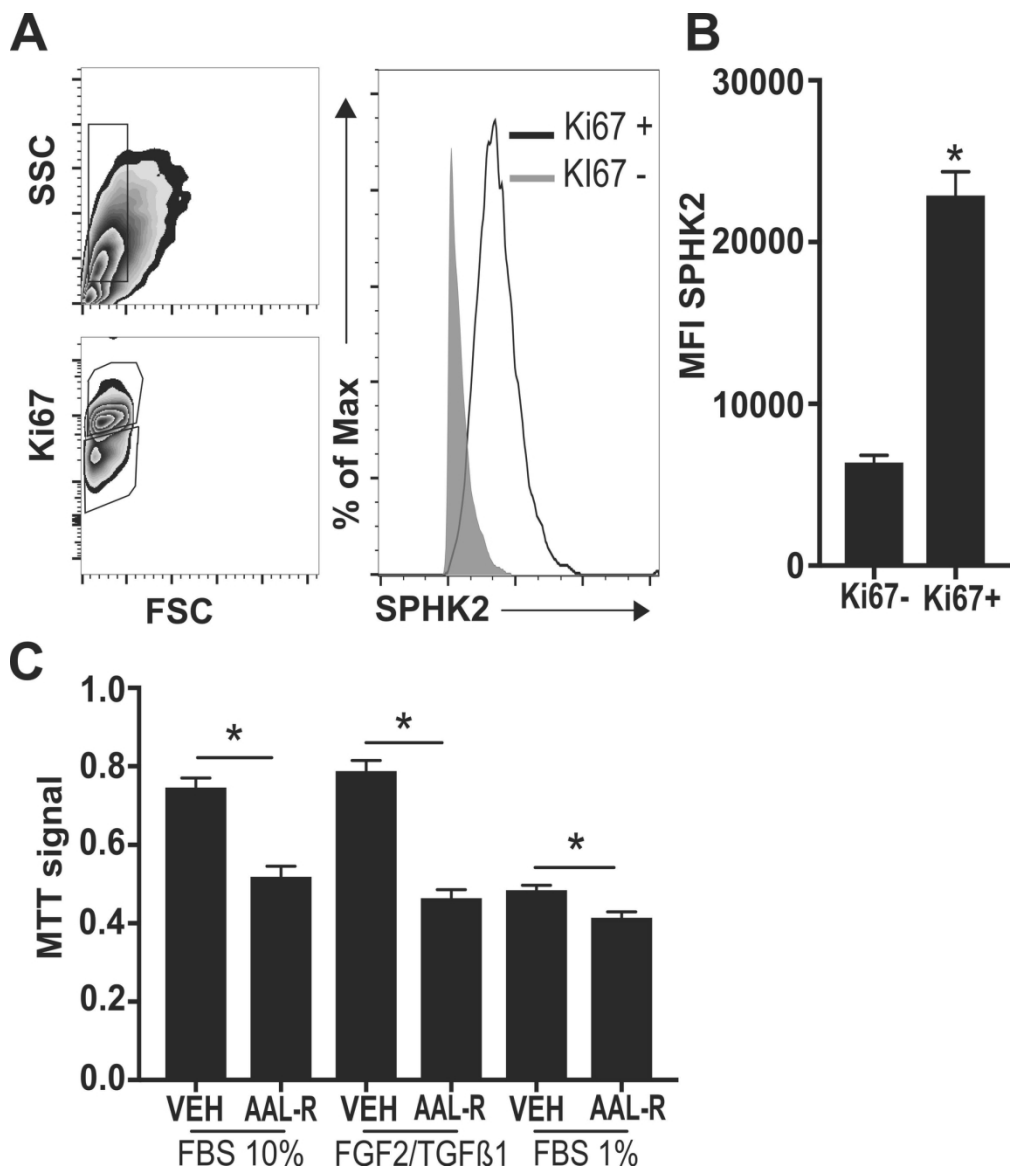 A
SSC
Ki67
FSC
% of Max
Ki67 +
KI67 -
SPHK2
B
MFI SPHK2
30000
20000
10000
0
Ki67- Ki67+
*
C
MTT signal
1.0
0.8
0.6
0.4
0.2
0.0
* * *
VEH AAL-R VEH AAL-R VEH AAL-R
FBS 10% FGF2/TGFß1 FBS 1%